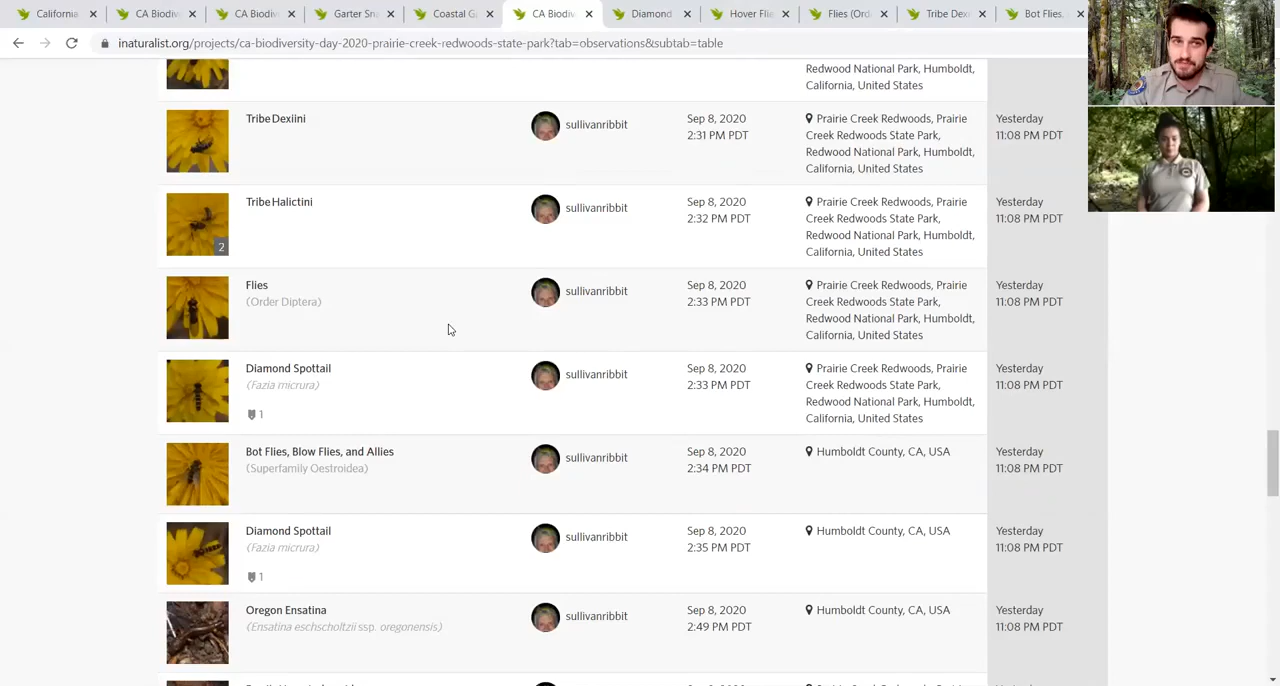 California
CA Biodiv
CA Biodiv
Garter Sn
Coastal G
CA Biodiv
Diamond
Hover Flie
Flies (Ord
Tribe Dexi
Bot Flies,
inaturalist.org/projects/ca-biodiversity-day-2020-prairie-creek-redwoods-state-park?tab=observations&subtab=table
Redwood National Park, Humboldt,
California, United States
Tribe Dexiini
sullivanribbit
Sep 8, 2020
2:31 PM PDT
Prairie Creek Redwoods, Prairie
Creek Redwoods State Park,
Redwood National Park, Humboldt,
California, United States
Yesterday
11:08 PM PDT
2
Tribe Halictini
sullivanribbit
Sep 8, 2020
2:32 PM PDT
Prairie Creek Redwoods, Prairie
Creek Redwoods State Park,
Redwood National Park, Humboldt,
California, United States
Yesterday
11:08 PM PDT
Flies
(Order Diptera)
sullivanribbit
Sep 8, 2020
2:33 PM PDT
Prairie Creek Redwoods, Prairie
Creek Redwoods State Park,
Redwood National Park, Humboldt,
California, United States
Yesterday
11:08 PM PDT
Diamond Spottail
(Fazia micrura)
1
sullivanribbit
Sep 8, 2020
2:33 PM PDT
Prairie Creek Redwoods, Prairie
Creek Redwoods State Park,
Redwood National Park, Humboldt,
California, United States
Yesterday
11:08 PM PDT
Bot Flies, Blow Flies, and Allies
(Superfamily Oestroidea)
sullivanribbit
Sep 8, 2020
2:34 PM PDT
Humboldt County, CA, USA
Yesterday
11:08 PM PDT
Diamond Spottail
(Fazia micrura)
1
sullivanribbit
Sep 8, 2020
2:35 PM PDT
Humboldt County, CA, USA
Yesterday
11:08 PM PDT
Oregon Ensatina
(Ensatina eschscholtzii ssp. oregonensis)
sullivanribbit
Sep 8, 2020
2:49 PM PDT
Humboldt County, CA, USA
Yesterday
11:08 PM PDT